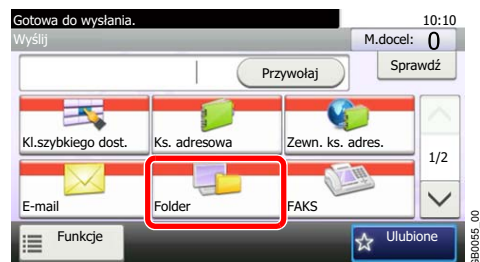 Gotowa do wysłania.
10:10
Wyślij
M.docel: 0
Przywołaj
Sprawdź
Kl.szybkiego dost.
Ks. adresowa
Zewn. ks. adres.
1/2
E-mail
Folder
FAKS
Funkcje
Ulubione
GB0055_00